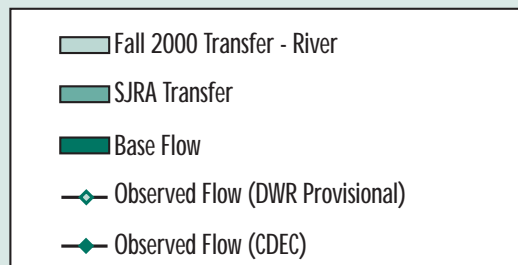 Fall 2000 Transfer - River
SJRA Transfer
Base Flow
Observed Flow (DWR Provisional)
Observed Flow (CDEC)